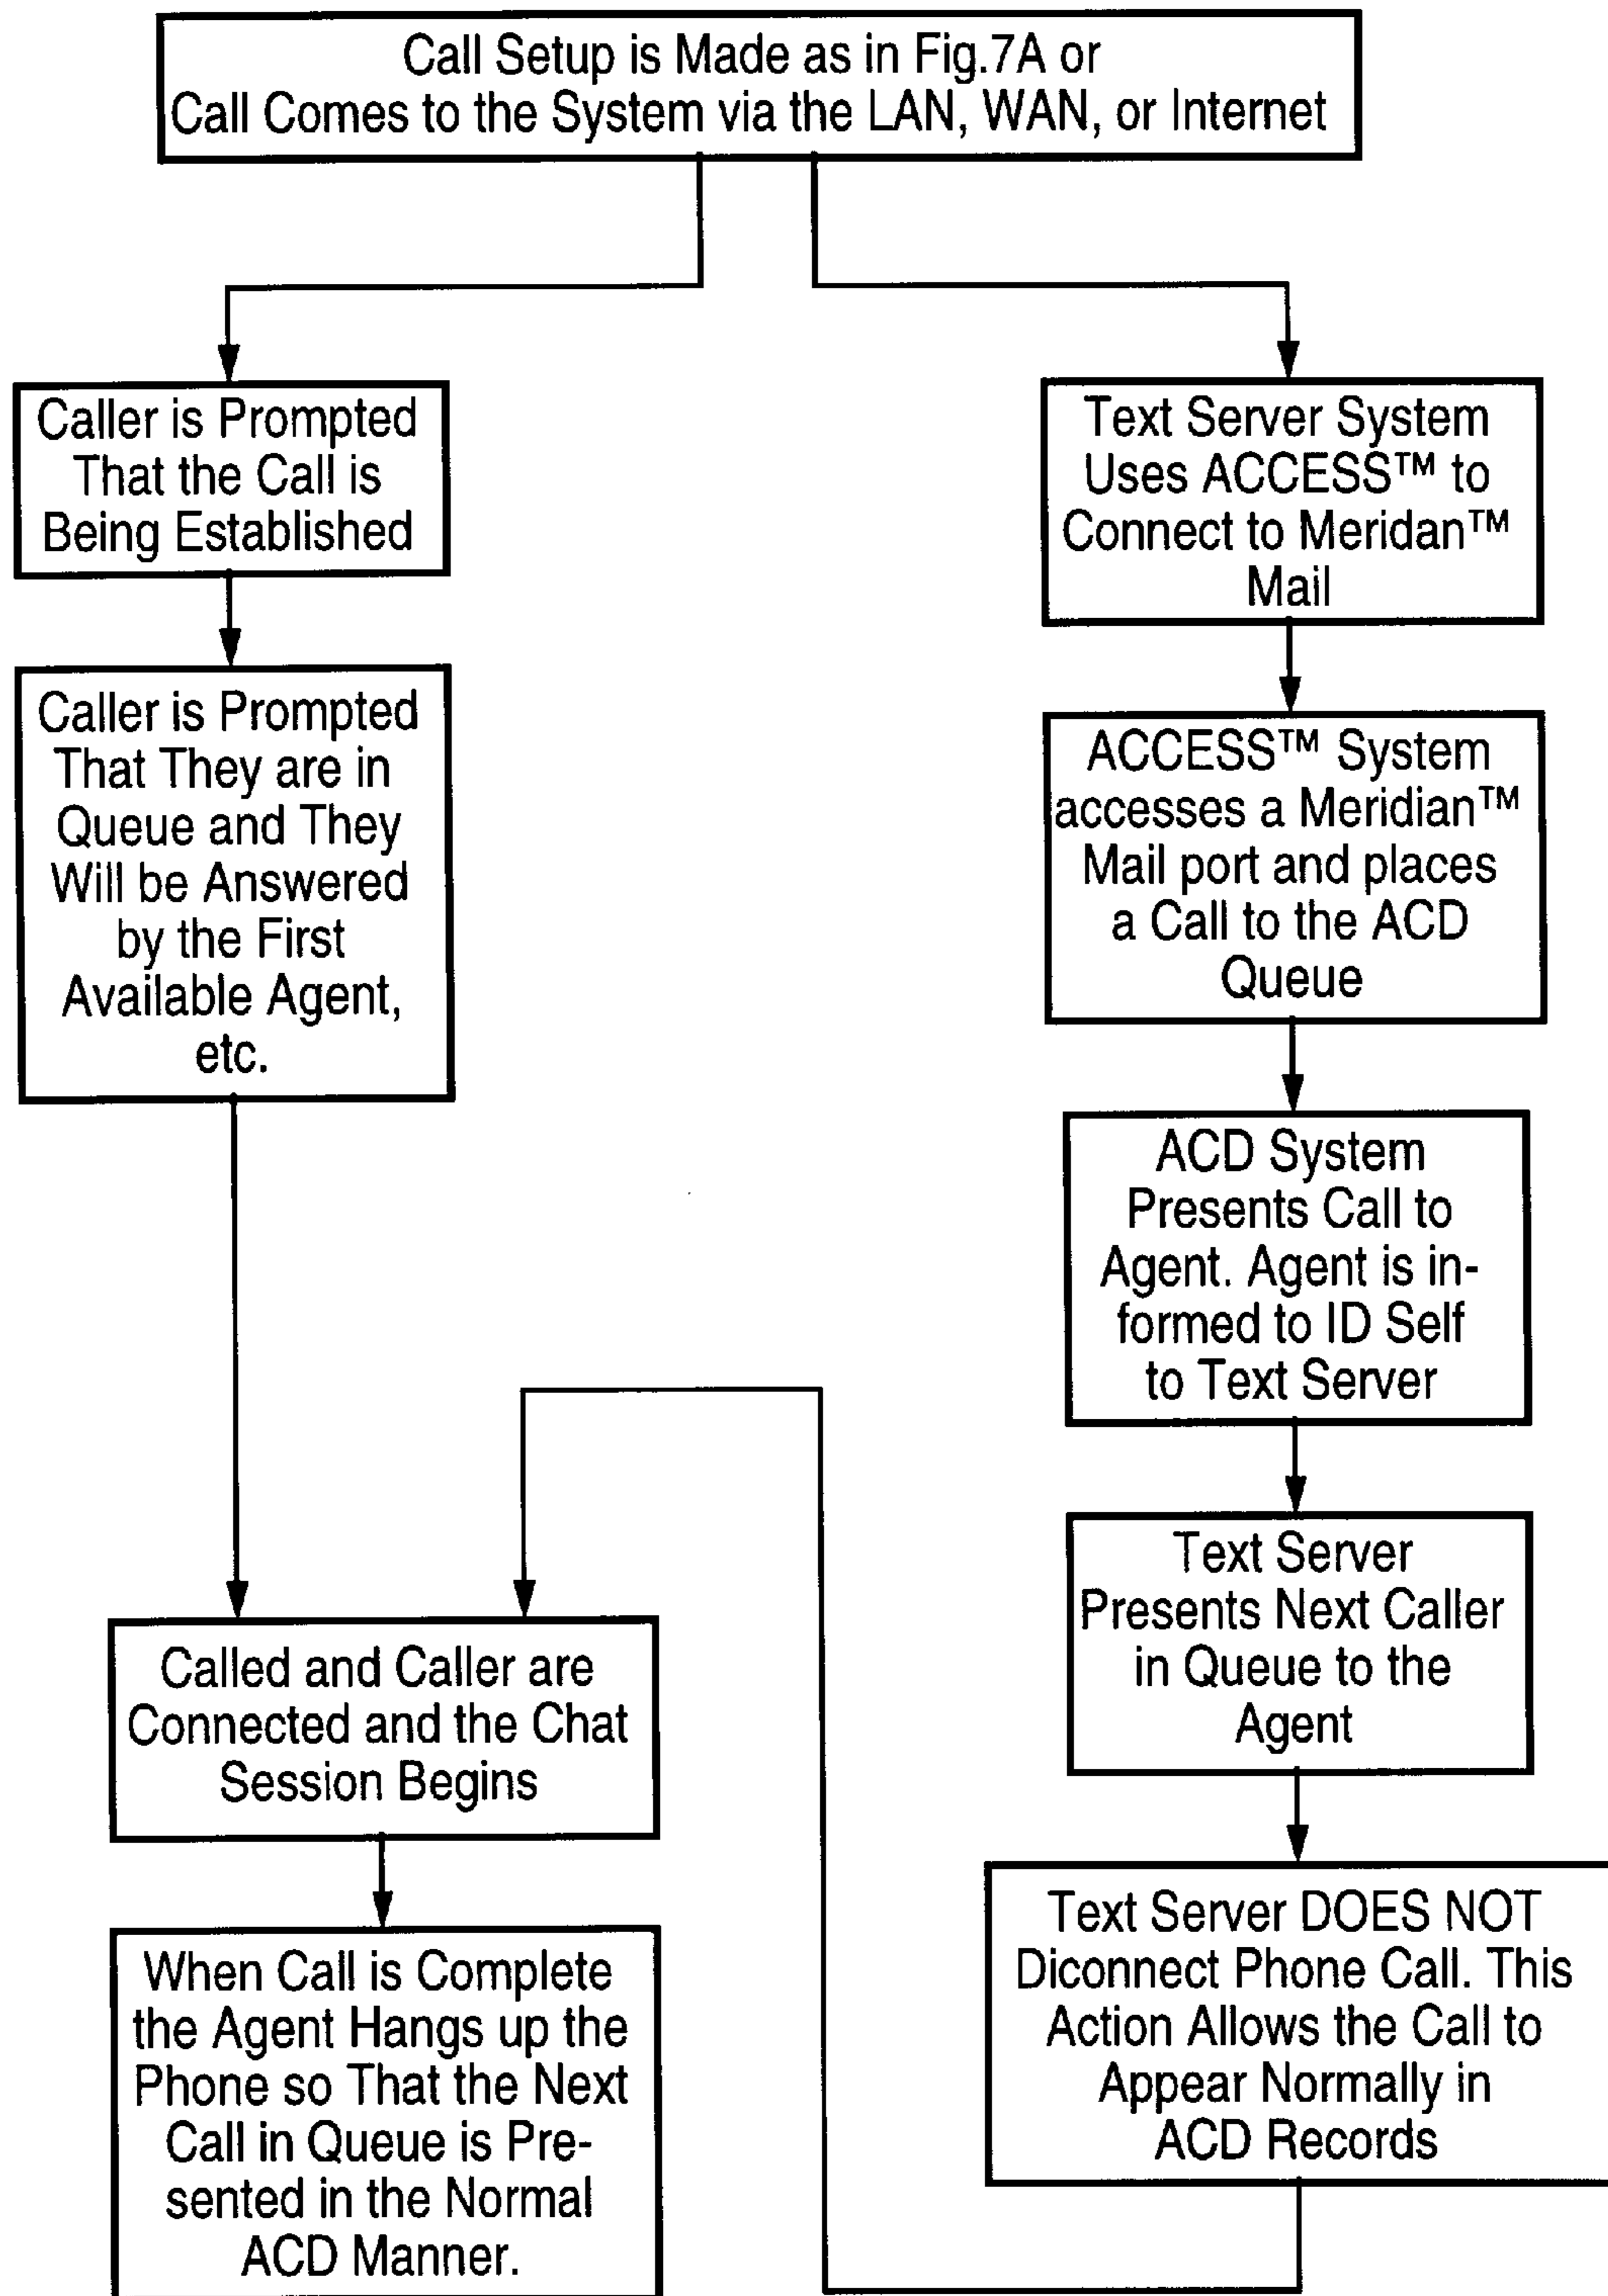 Call Setup is Made as in Fig.7A or
Call Comes to the System via the LAN, WAN, or Internet
Caller is Prompted
That the Call is
Being Established
Caller is Prompted
That They are in
Queue and They
Will be Answered
by the First
Available Agent,
etc.
Text Server System
Uses ACCESS™ to
Connect to Meridan™
Mail
ACCESS™ System
accesses a Meridian™
Mail port and places
a Call to the ACD
Queue
ACD System
Presents Call to
Agent. Agent is in-
formed to ID Self
to Text Server
Text Server
Presents Next Caller
in Queue to the
Agent
Text Server DOES NOT
Diconnect Phone Call. This
Action Allows the Call to
Appear Normally in
ACD Records
Called and Caller are
Connected and the Chat
Session Begins
When Call is Complete
the Agent Hangs up the
Phone so That the Next
Call in Queue is Pre-
sented in the Normal
ACD Manner.